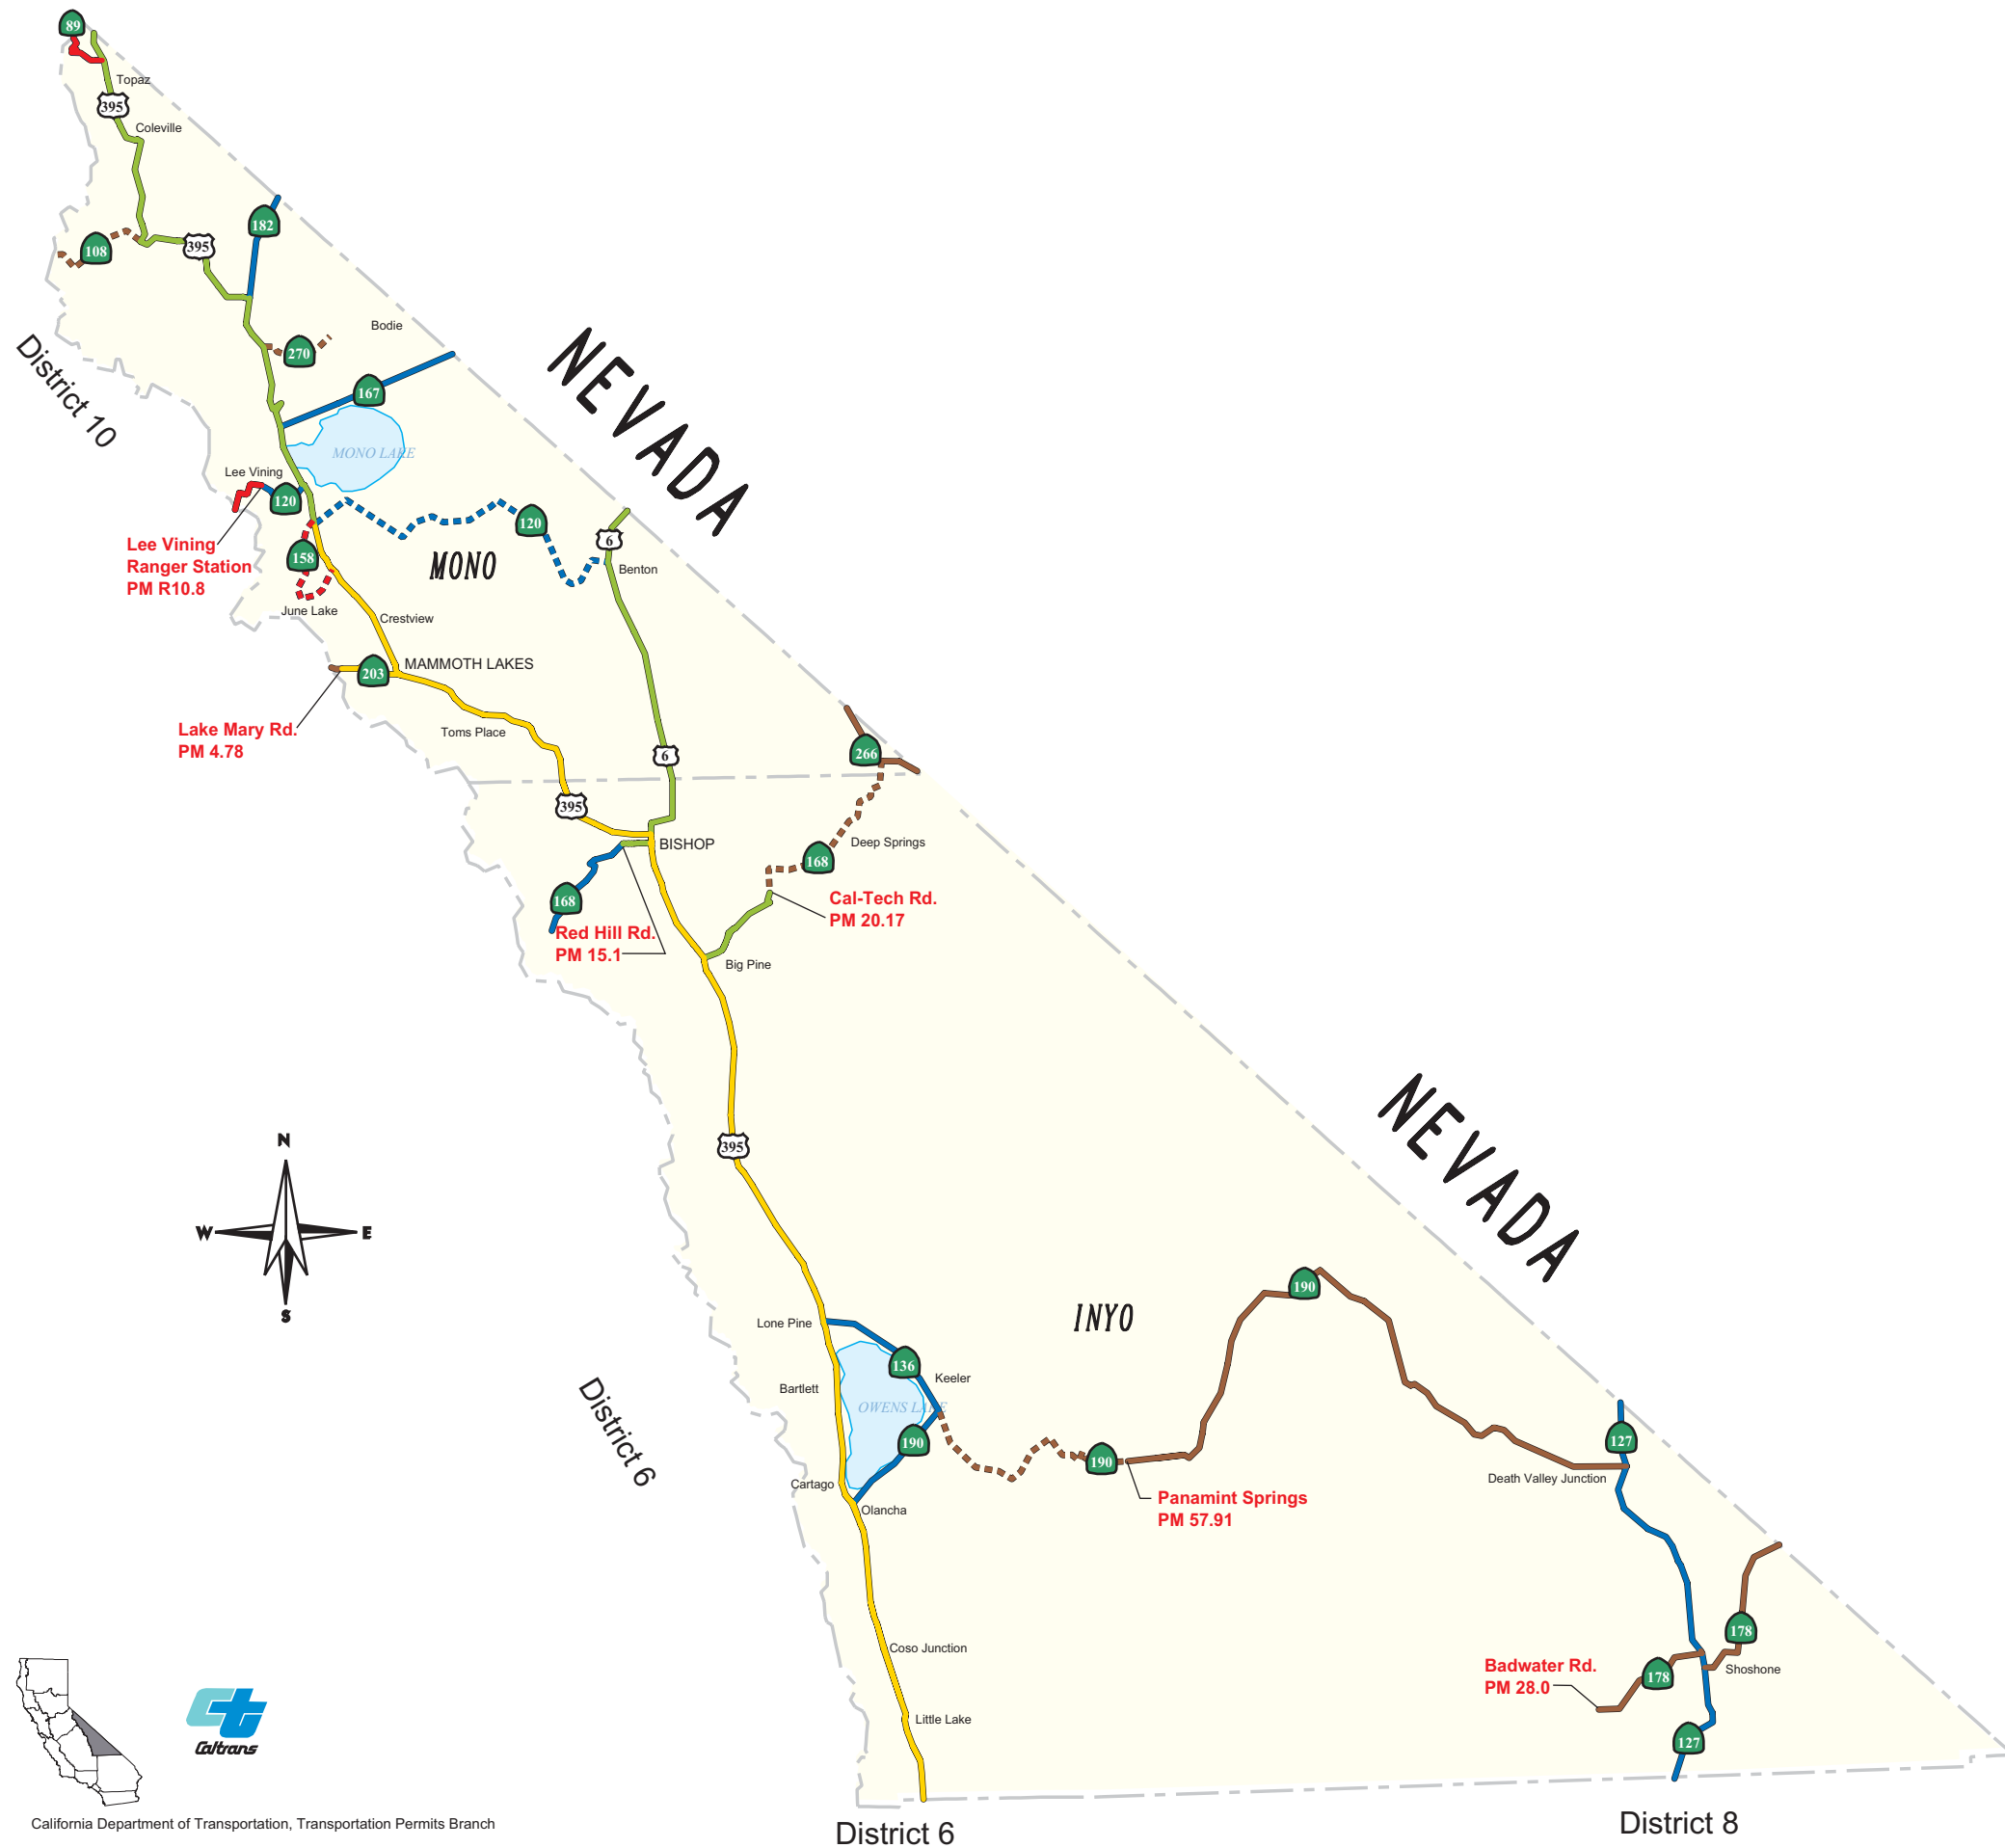 89
Topaz
395
Coleville
182
108
395
Bodie
270
NEVADA
District 10
167
MONO LAKE
Lee Vining
120
120
6
Lee Vining
Ranger Station
PM R10.8
158
MONO
Benton
June Lake
Crestview
MAMMOTH LAKES
203
Lake Mary Rd.
PM 4.78
Toms Place
6
266
395
BISHOP
Deep Springs
168
168
Cal-Tech Rd.
PM 20.17
Red Hill Rd.
PM 15.1
Big Pine
NEVADA
N
W
E
S
395
190
INYO
Lone Pine
136
Keeler
Bartlett
District 6
OWENS LAKE
190
190
127
Death Valley Junction
Cartago
Olancha
Panamint Springs
PM 57.91
178
Coso Junction
Badwater Rd.
PM 28.0
178
Shoshone
Little Lake
127
Caltrans
California Department of Transportation, Transportation Permits Branch
District 6
District 8